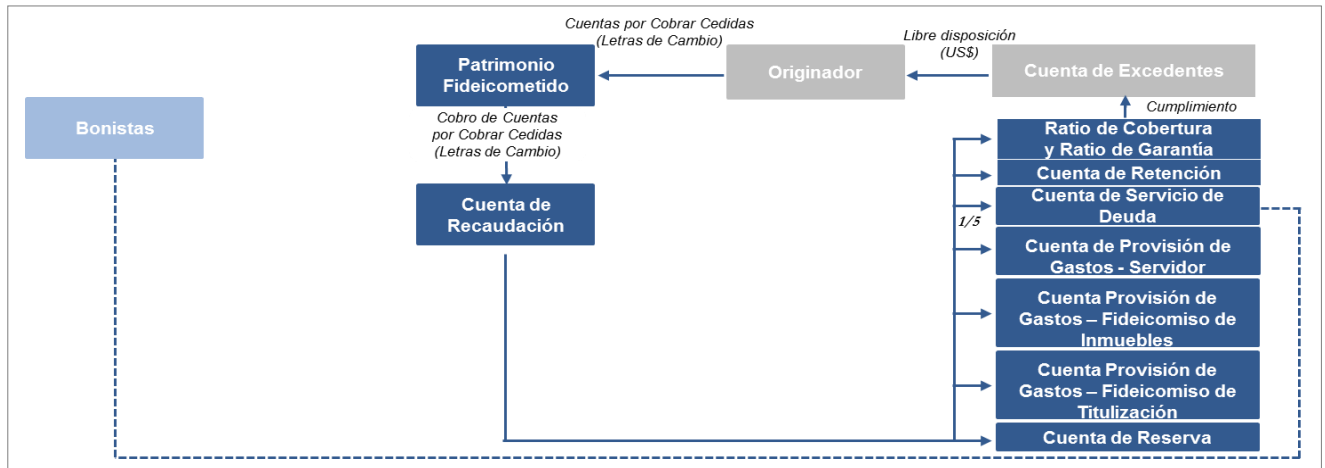 Cuentas por Cobrar Cedidas
(Letras de Cambio)
Libre disposición
(US$)
Patrimonio
Fideicometido
Originador
Cuenta de Excedentes
Cumplimiento
Bonistas
Cobro de Cuentas
por Cobrar Cedidas
(Letras de Cambio)
Ratio de Cobertura
y Ratio de Garantía
Cuenta de Retención
Cuenta de Recaudación
Cuenta de Servicio de
Deuda
1/5
Cuenta de Provisión de
Gastos - Servidor
Cuenta Provisión de
Gastos – Fideicomiso de
Inmuebles
Cuenta Provisión de
Gastos – Fideicomiso de
Titulización
Cuenta de Reserva